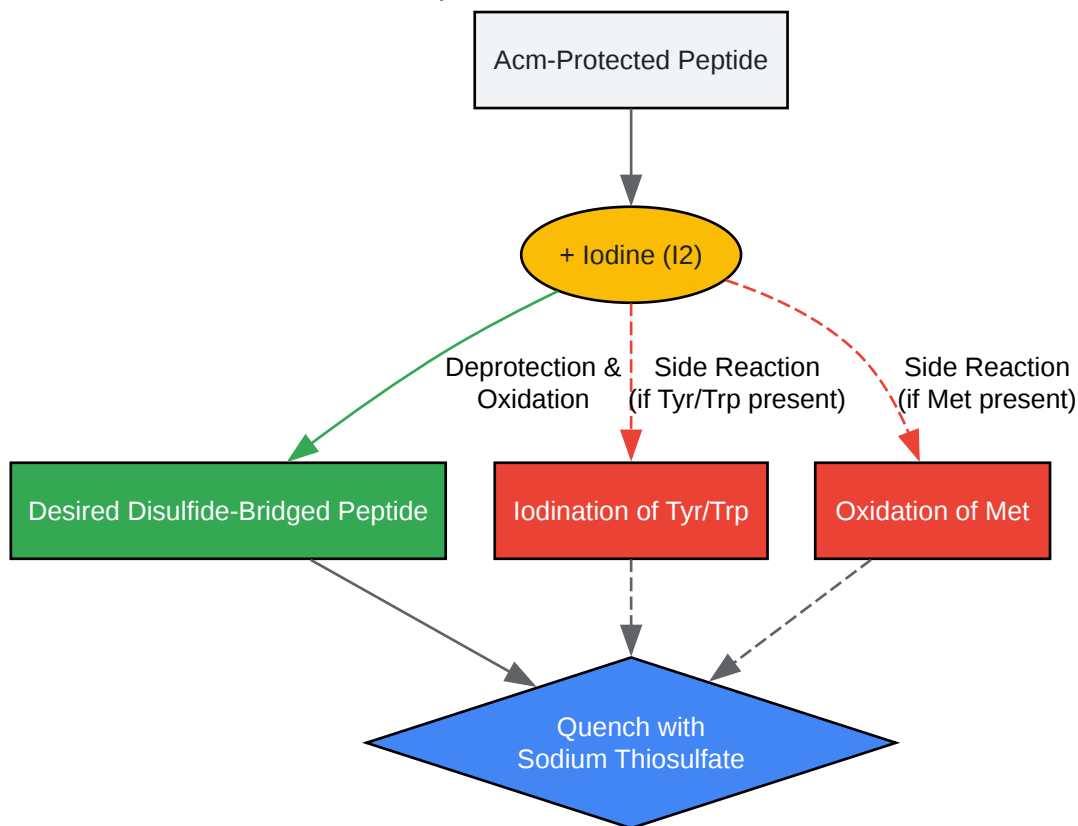 Acm-Protected Peptide
+ Iodine (I2)
Deprotection &
Oxidation
Side Reaction
(if Tyr/Trp present)
Side Reaction
(if Met present)
Desired Disulfide-Bridged Peptide
Iodination of Tyr/Trp
Oxidation of Met
Quench with
Sodium Thiosulfate